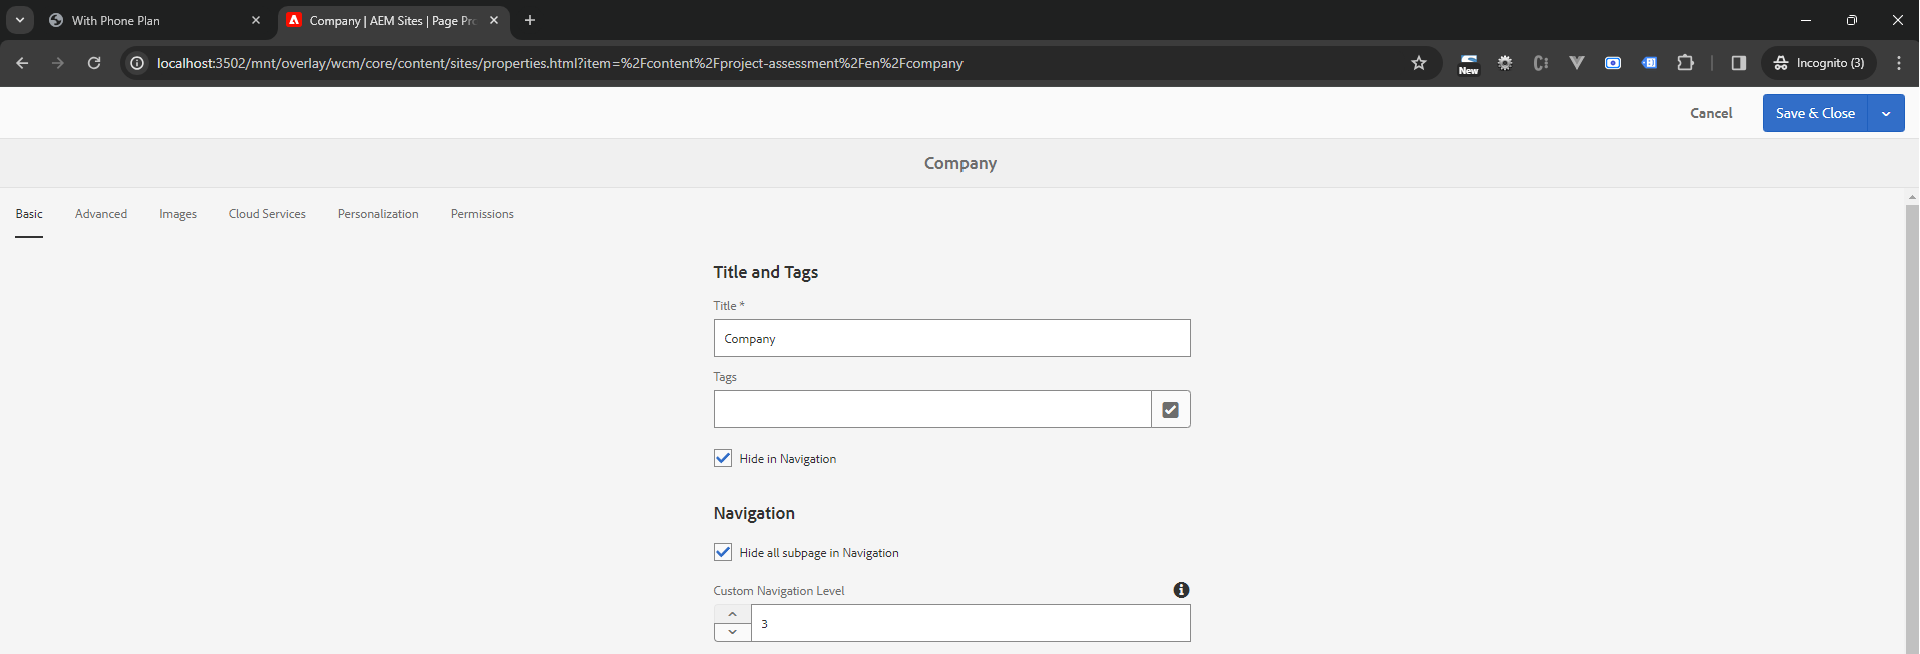 With Phone Plan
Company | AEM Sites | Page Pro
localhost:3502/mnt/overlay/wcm/core/content/sites/properties.html?item=%2Fcontent%2Fproject-assessment%2Fen%2Fcompany
New
Incognito (3)
Cancel
Save & Close
Company
Basic
Advanced
Images
Cloud Services
Personalization
Permissions
Title and Tags
Title *
Company
Tags
Hide in Navigation
Navigation
Hide all subpage in Navigation
Custom Navigation Level
3